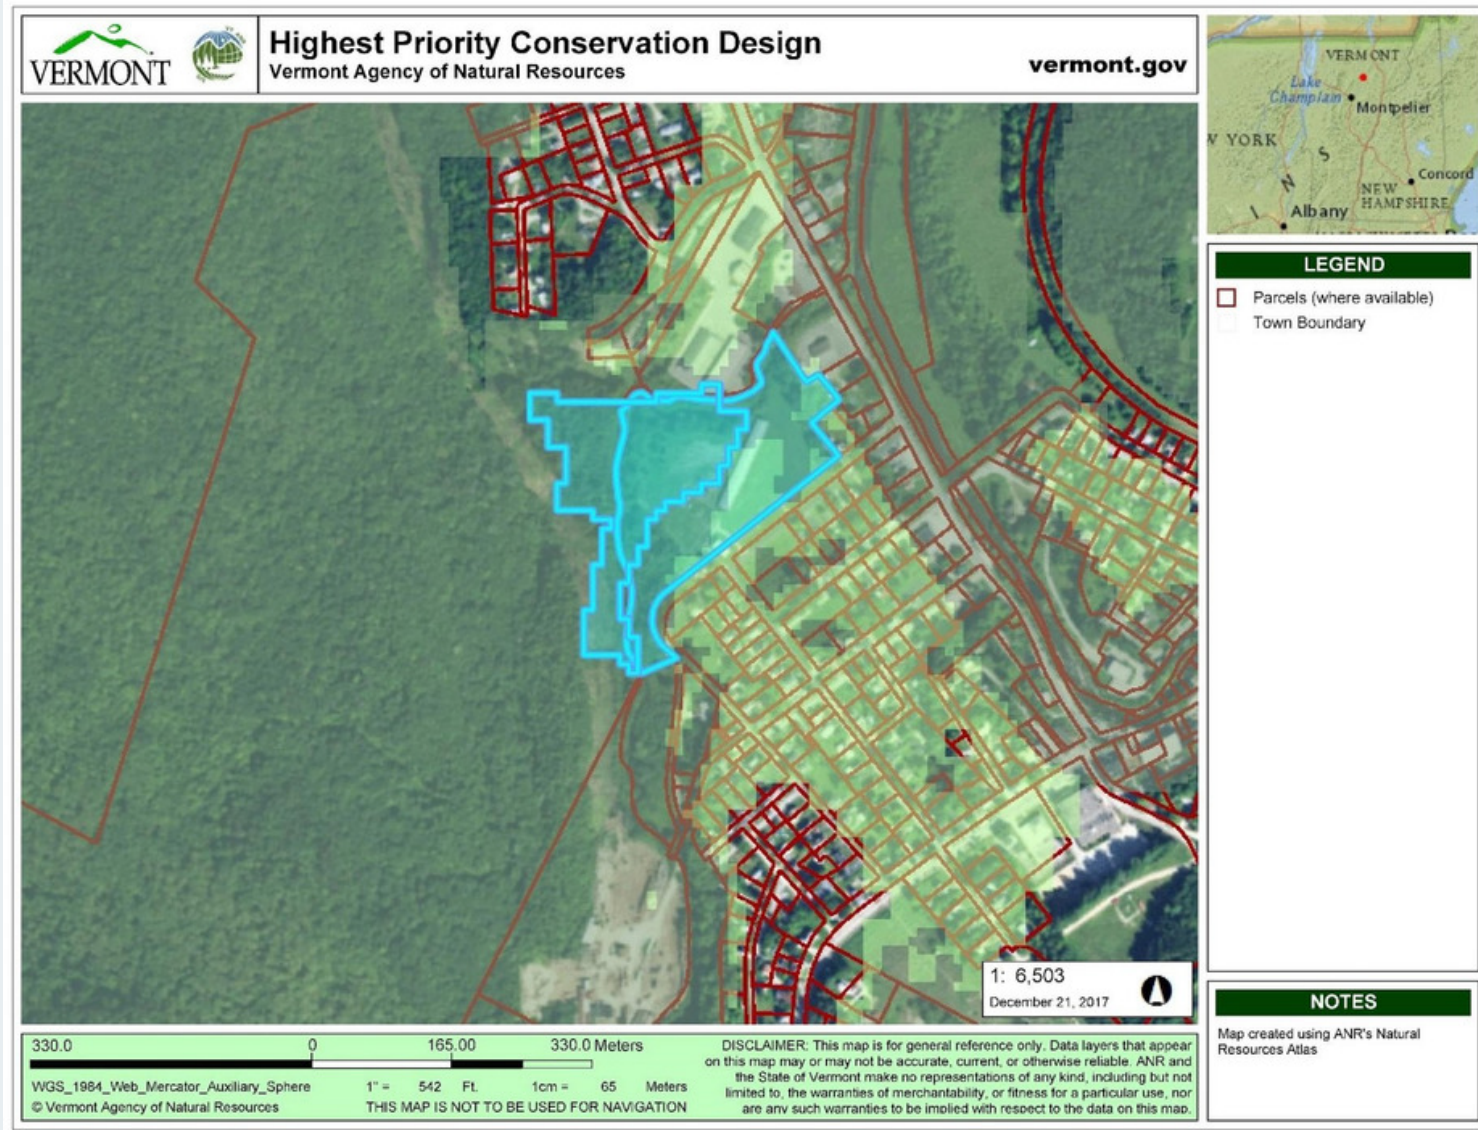 VERMONT
Highest Priority Conservation Design
Vermont Agency of Natural Resources
vermont.gov
VERMONT
Lake
Champlain
Montpelier
W YORK
S
N
I
NEW
HAMPSHIRE
Concord
Albany
LEGEND
Parcels (where available)
Town Boundary
1: 6,503
December 21, 2017
NOTES
Map created using ANR's Natural
Resources Atlas
330.0 0 165.00 330.0 Meters
WGS_1984_Web_Mercator_Auxiliary_Sphere
© Vermont Agency of Natural Resources
1" = 542 Ft. 1cm = 65 Meters
THIS MAP IS NOT TO BE USED FOR NAVIGATION
DISCLAIMER: This map is for general reference only. Data layers that appear
on this map may or may not be accurate, current, or otherwise reliable. ANR and
the State of Vermont make no representations of any kind, including but not
limited to, the warranties of merchantability, or fitness for a particular use, nor
are any such warranties to be implied with respect to the data on this map.